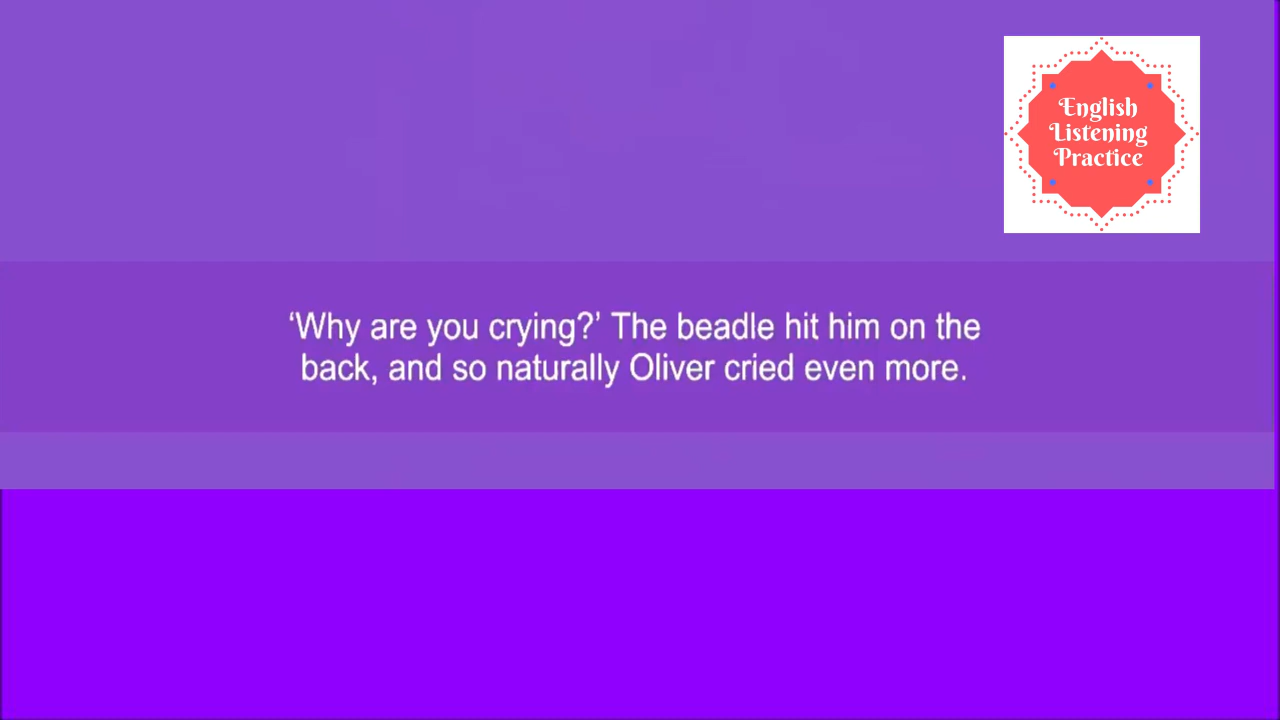 English
Listening
Practice
‘Why are you crying?’ The beadle hit him on the
back, and so naturally Oliver cried even more.